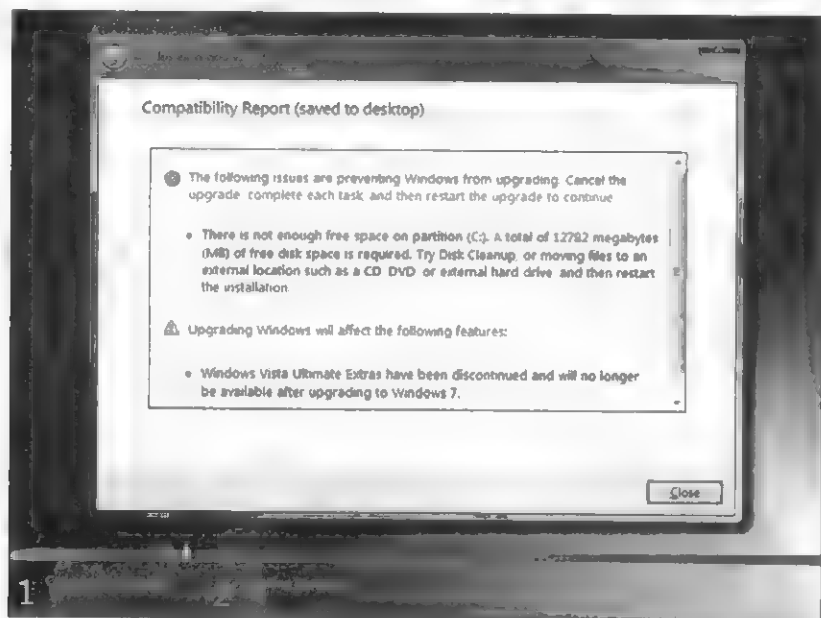 Compatibility Report (saved to desktop)
The following issues are preventing Windows from upgrading. Cancel the
upgrade, complete each task, and then restart the upgrade to continue
There is not enough free space on partition (C:). A total of 12782 megabytes
(MB) of free disk space is required. Try Disk Cleanup, or moving files to an
external location such as a CD, DVD, or external hard drive, and then restart
the installation.
Upgrading Windows will affect the following features:
Windows Vista Ultimate Extras have been discontinued and will no longer
be available after upgrading to Windows 7.
Close
1
2